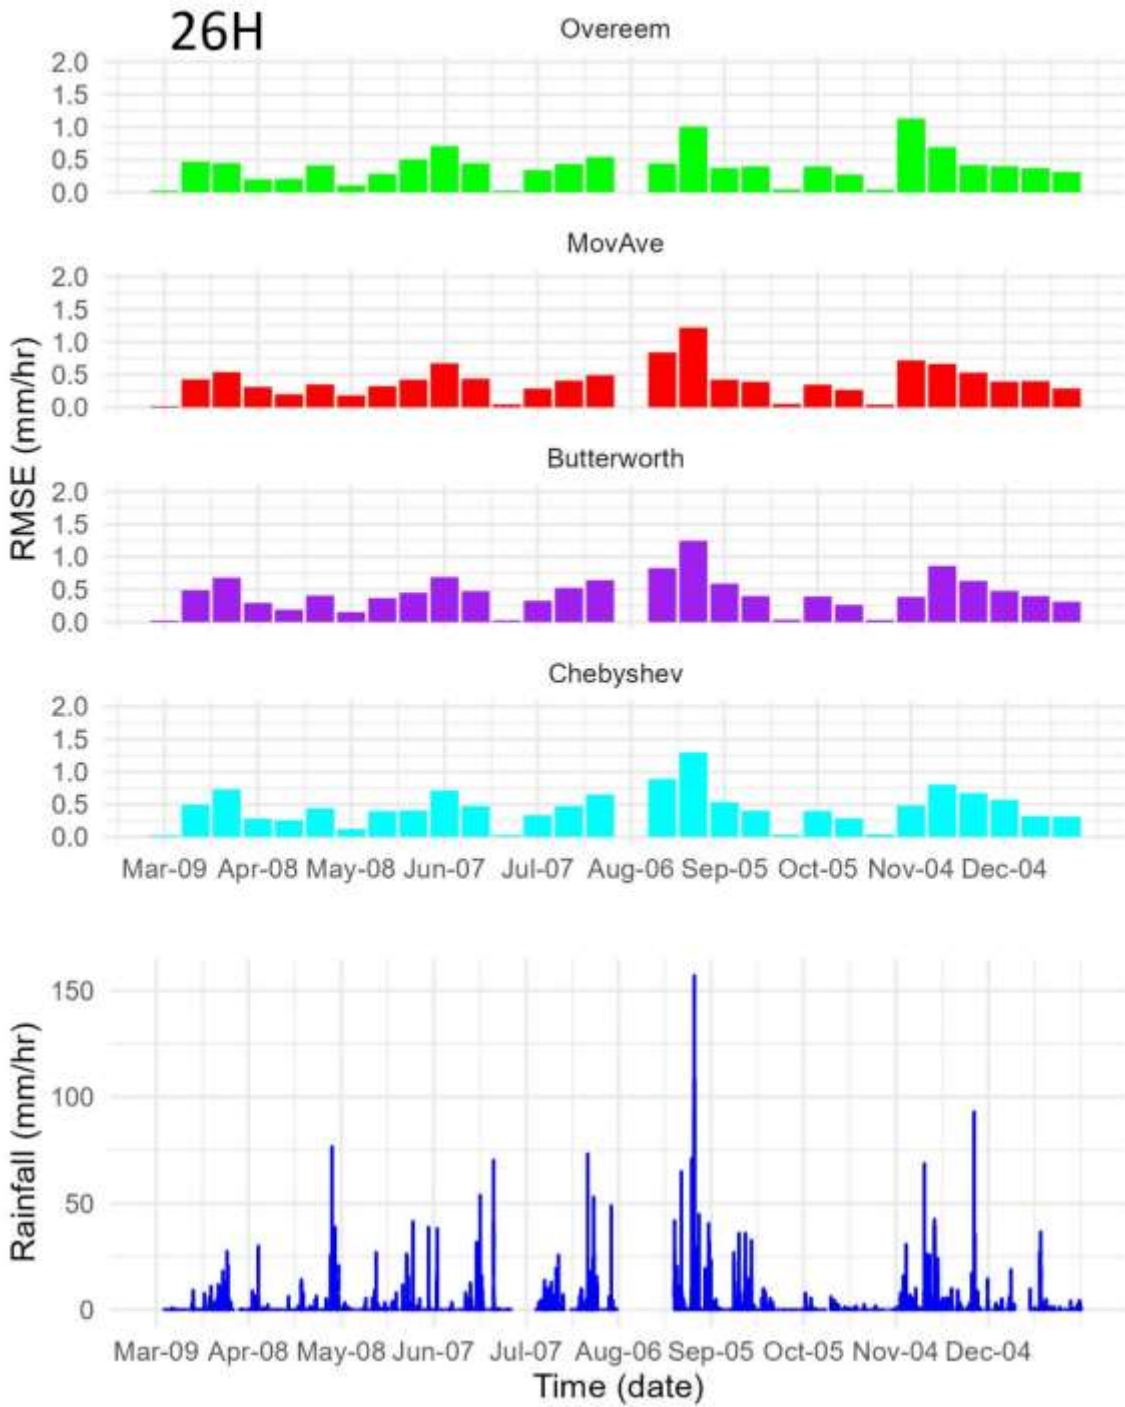 26H
Overeem
2.0
1.5
1.0
0.5
0.0
MovAve
2.0
1.5
1.0
0.5
0.0
RMSE (mm/hr)
Butterworth
2.0
1.5
1.0
0.5
0.0
Chebyshev
2.0
1.5
1.0
0.5
0.0
Mar-09 Apr-08 May-08 Jun-07 Jul-07 Aug-06 Sep-05 Oct-05 Nov-04 Dec-04
Rainfall (mm/hr)
150
100
50
0
Mar-09 Apr-08 May-08 Jun-07 Jul-07 Aug-06 Sep-05 Oct-05 Nov-04 Dec-04
Time (date)